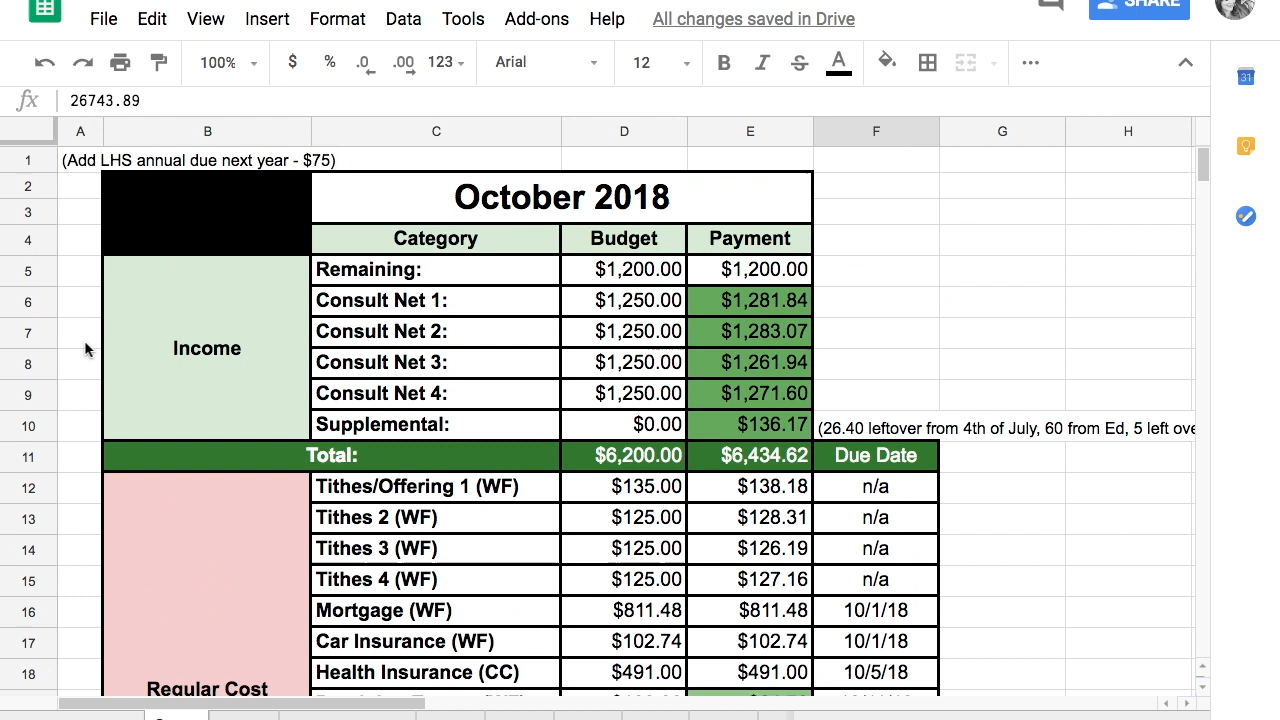 SHARE
File Edit View Insert Format Data Tools Add-ons Help All changes saved in Drive
100% $ % .0 .00 123 Arial 12 B I S A
fx 26743.89
31
A B C D E F G H
1 (Add LHS annual due next year - $75)
2 October 2018
3
4 Category Budget Payment
5 Remaining: $1,200.00 $1,200.00
6 Consult Net 1: $1,250.00 $1,281.84
7 Income Consult Net 2: $1,250.00 $1,283.07
8 Consult Net 3: $1,250.00 $1,261.94
9 Consult Net 4: $1,250.00 $1,271.60
10 Supplemental: $0.00 $136.17 (26.40 leftover from 4th of July, 60 from Ed, 5 left ove
11 Total: $6,200.00 $6,434.62 Due Date
12 Tithes/Offering 1 (WF) $135.00 $138.18 n/a
13 Tithes 2 (WF) $125.00 $128.31 n/a
14 Tithes 3 (WF) $125.00 $126.19 n/a
15 Tithes 4 (WF) $125.00 $127.16 n/a
16 Mortgage (WF) $811.48 $811.48 10/1/18
17 Car Insurance (WF) $102.74 $102.74 10/1/18
18 Regular Cost Health Insurance (CC) $491.00 $491.00 10/5/18